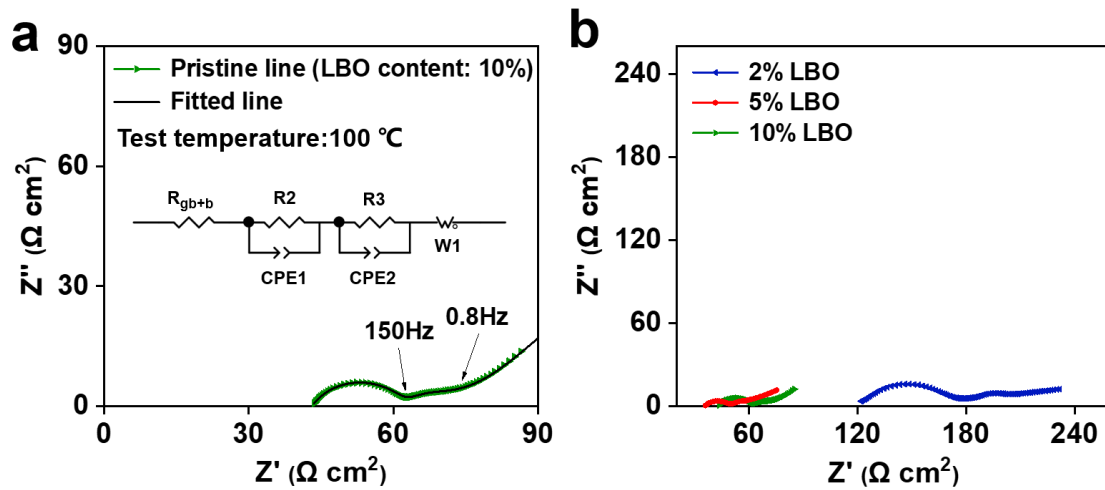 a
90
60
30
0
Z'' (Ω cm²)
Pristine line (LBO content: 10%)
Fitted line
Test temperature:100 ℃
R_gb+b
R2
R3
W1
CPE1
CPE2
150Hz
0.8Hz
0
30
60
90
Z' (Ω cm²)
b
240
180
120
60
0
Z'' (Ω cm²)
2% LBO
5% LBO
10% LBO
60
120
180
240
Z' (Ω cm²)